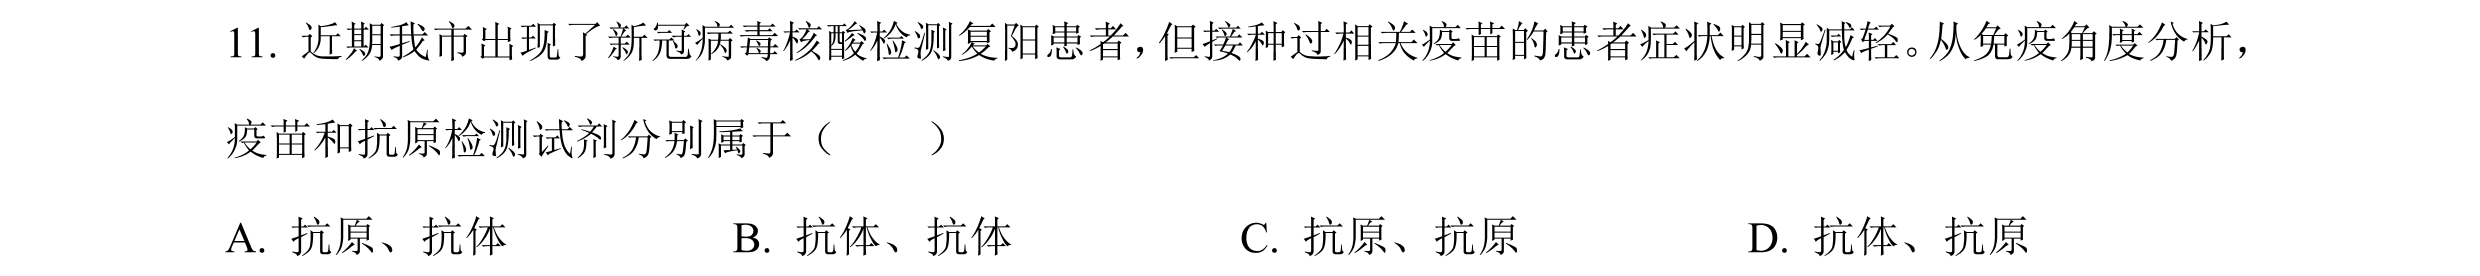 11. 近期我市出现了新冠病毒核酸检测复阳患者，但接种过相关疫苗的患者症状明显减轻。从免疫角度分析，
疫苗和抗原检测试剂分别属于（　　）
A. 抗原、抗体　　B. 抗体、抗体　　C. 抗原、抗原　　D. 抗体、抗原